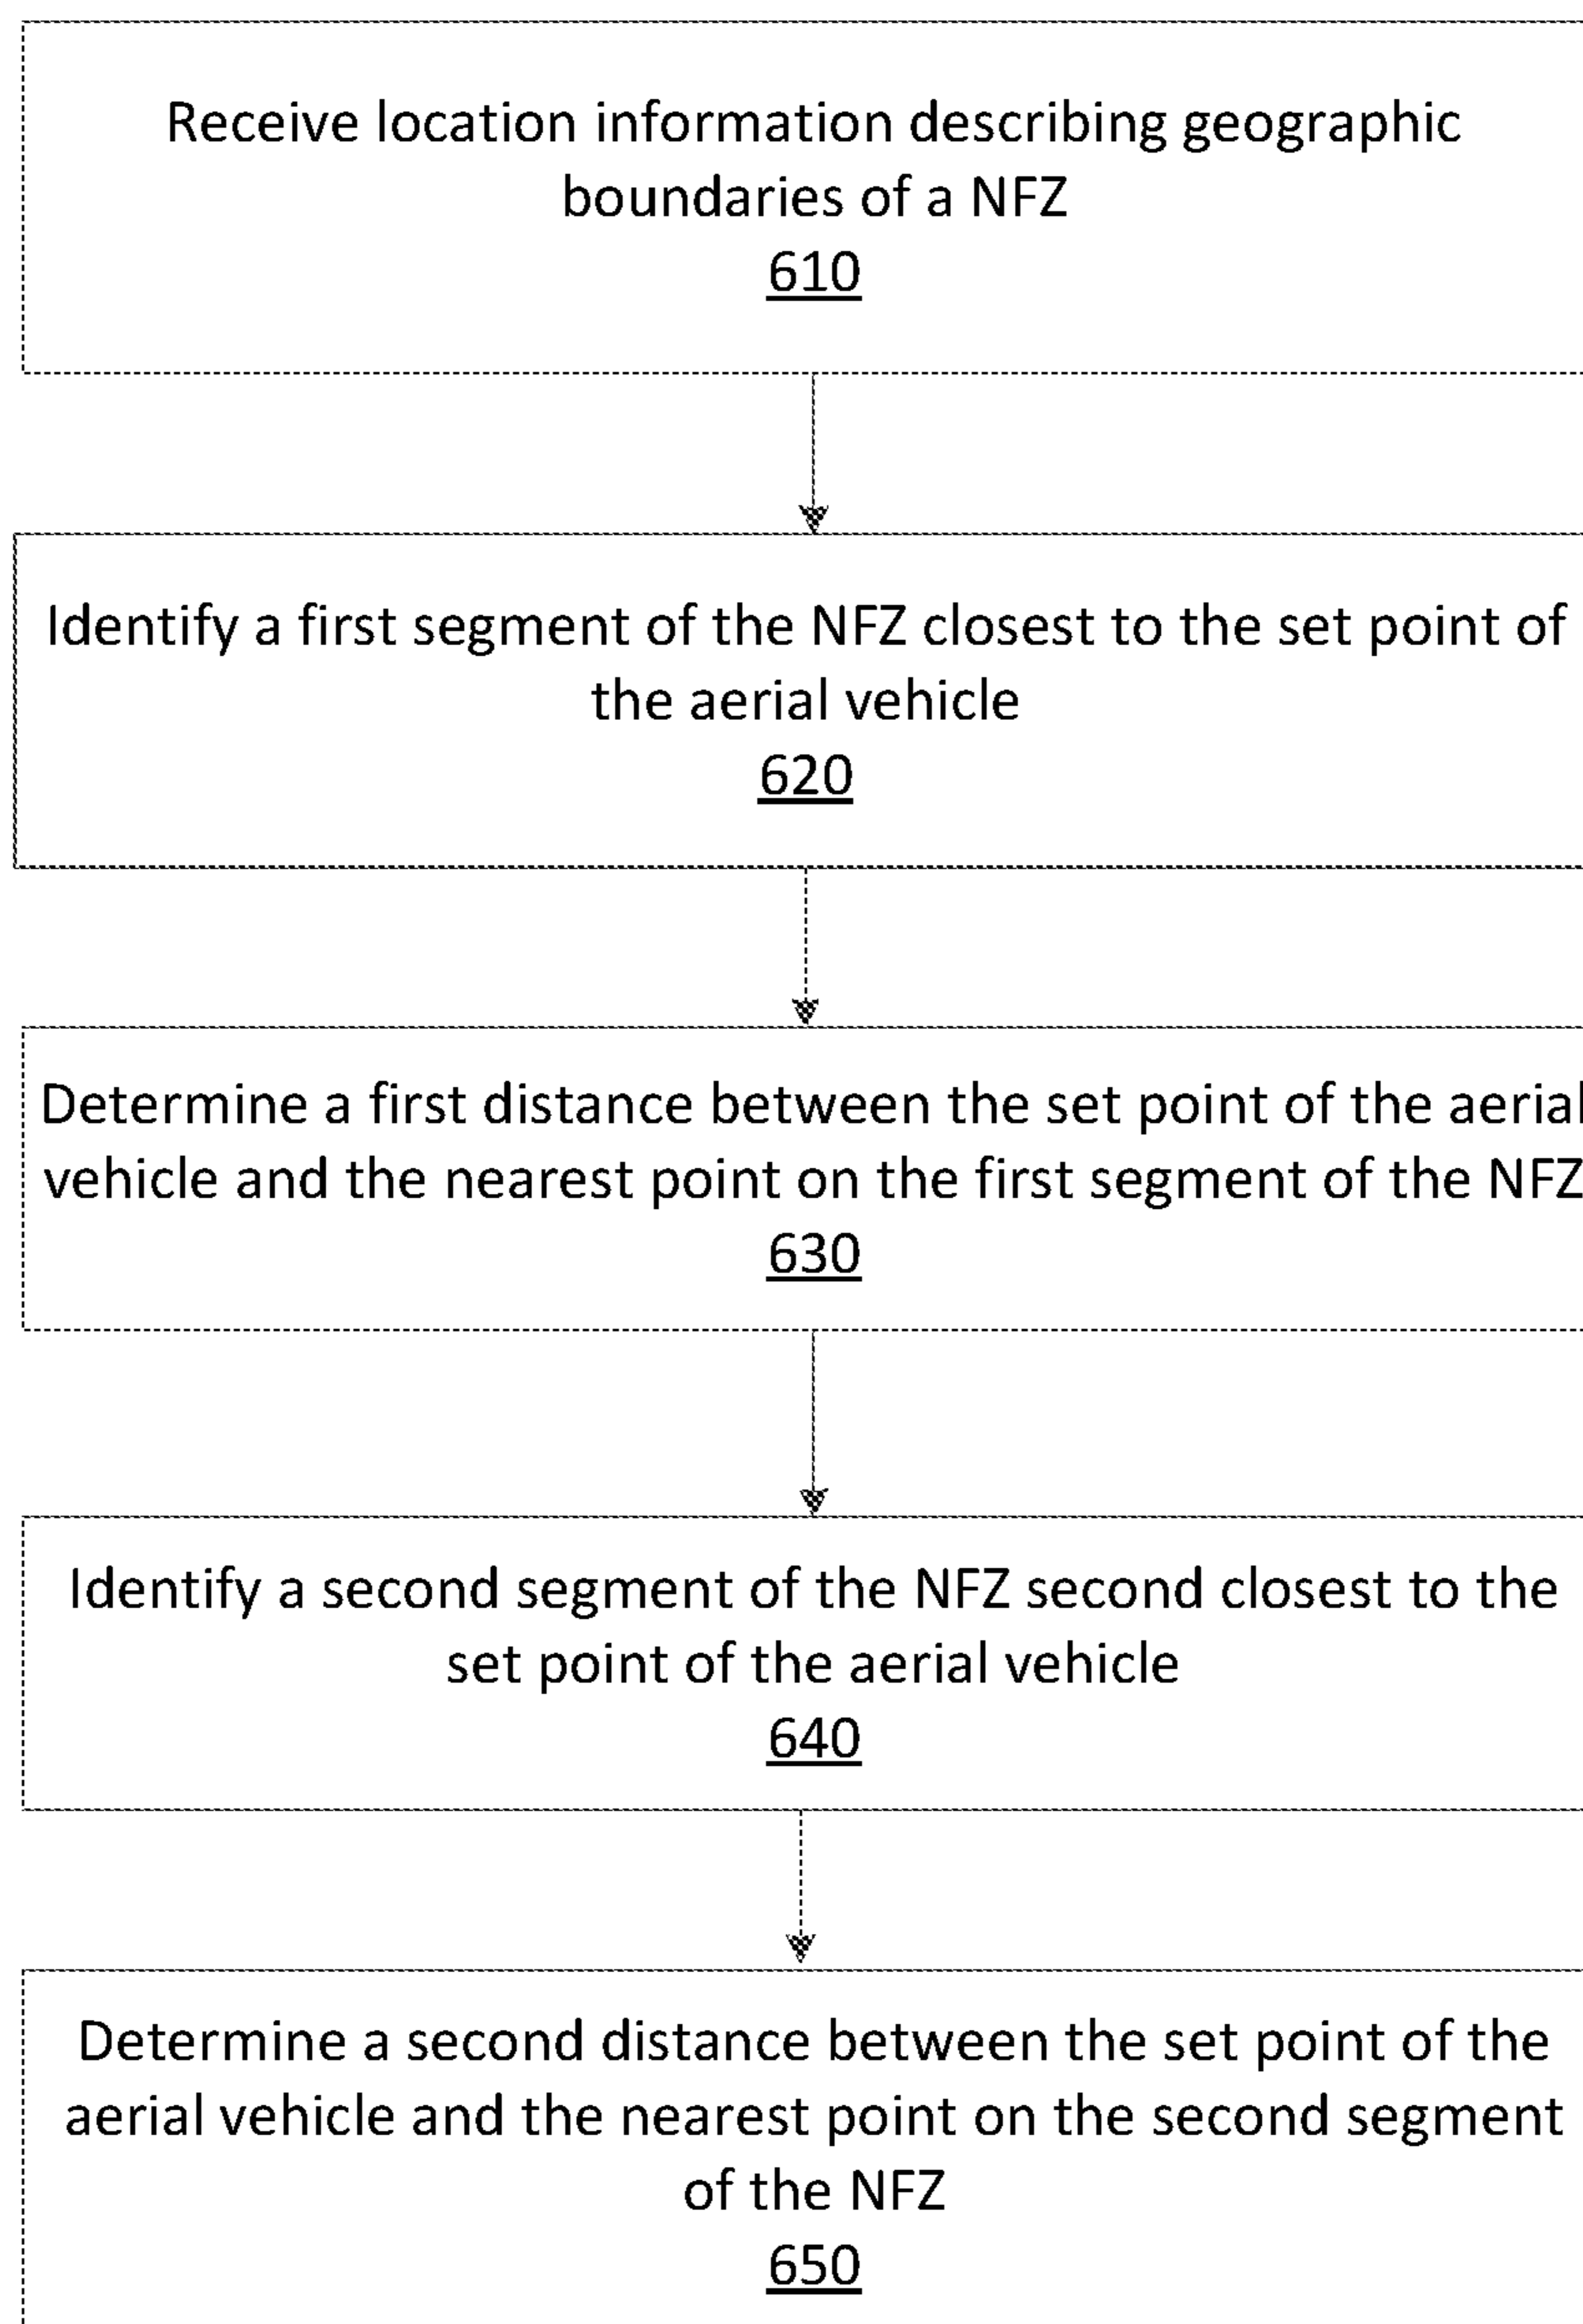 Receive location information describing geographic
boundaries of a NFZ
610
Identify a first segment of the NFZ closest to the set point of
the aerial vehicle
620
Determine a first distance between the set point of the aerial
vehicle and the nearest point on the first segment of the NFZ
630
Identify a second segment of the NFZ second closest to the
set point of the aerial vehicle
640
Determine a second distance between the set point of the
aerial vehicle and the nearest point on the second segment
of the NFZ
650